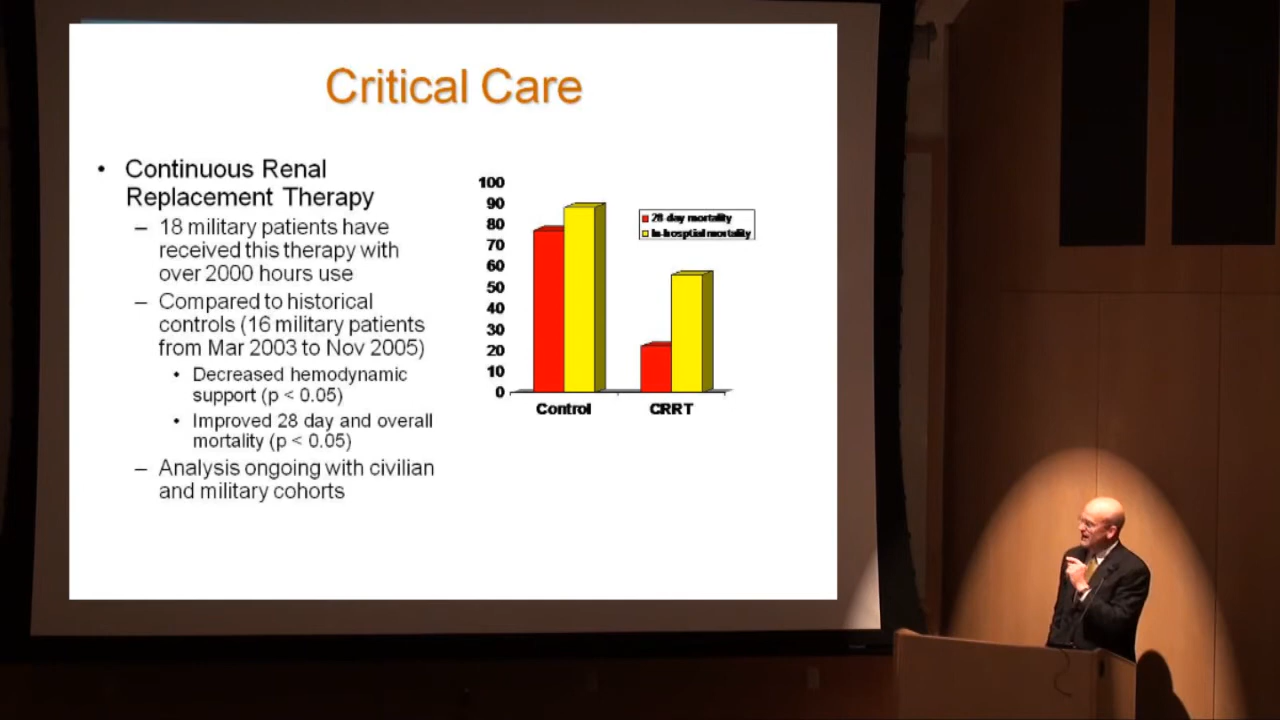 Critical Care
• Continuous Renal
Replacement Therapy
– 18 military patients have
received this therapy with
over 2000 hours use
– Compared to historical
controls (16 military patients
from Mar 2003 to Nov 2005)
• Decreased hemodynamic
support (p < 0.05)
• Improved 28 day and overall
mortality (p < 0.05)
– Analysis ongoing with civilian
and military cohorts
100
90
80
70
60
50
40
30
20
10
0
Control CRRT
28-day mortality
In-hosptial mortality